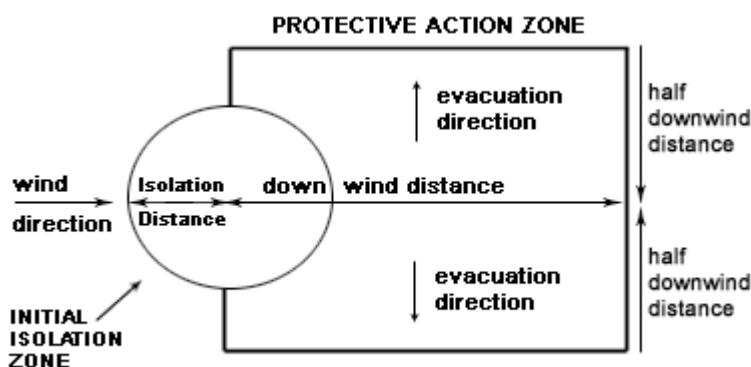 PROTECTIVE ACTION ZONE
evacuation
direction
half
downwind
distance
wind
direction
Isolation
Distance
down wind distance
evacuation
direction
half
downwind
distance
INITIAL
ISOLATION
ZONE